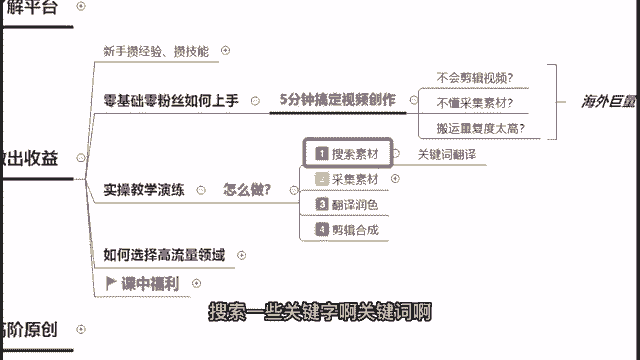 解平台
新手攒经验、攒技能
零基础零粉丝如何上手
5分钟搞定视频创作
不会剪辑视频?
不懂采集素材?
搬运重复度太高?
海外巨量
出收益
实操教学演练
怎么做?
1 搜索素材
关键词翻译
2 采集素材
3 翻译润色
4 剪辑合成
如何选择高流量领域
课中福利
搜索一些关键字啊关键词啊
阶原创